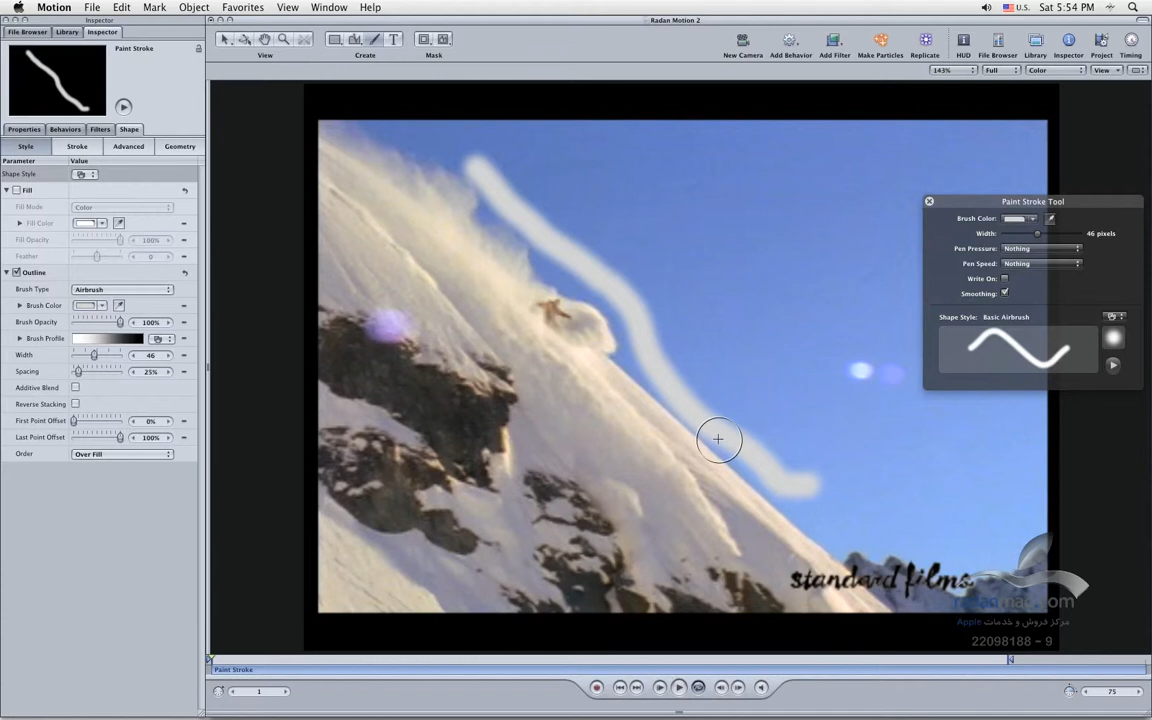 Motion File Edit Mark Object Favorites View Window Help
U.S. Sat 5:54 PM
Inspector
Radan Motion 2
File Browser Library Inspector
Paint Stroke
View Create Mask
New Camera Add Behavior Add Filter Make Particles Replicate HUD File Browser Library Inspector Project Timing
143% Full Color View
Properties Behaviors Filters Shape
Style Stroke Advanced Geometry
Parameter Value
Shape Style
Fill
Fill Mode Color
Fill Color
Fill Opacity 100%
Feather 0
Outline
Brush Type Airbrush
Brush Color
Brush Opacity 100%
Brush Profile
Width 46
Spacing 25%
Additive Blend
Reverse Stacking
First Point Offset 0%
Last Point Offset 100%
Order Over Fill
Paint Stroke Tool
Brush Color:
Width: 46 pixels
Pen Pressure: Nothing
Pen Speed: Nothing
Write On:
Smoothing:
Shape Style: Basic Airbrush
standard films
radanmac.com
مرکز فروش و خدمات Apple
22098188 - 9
Paint Stroke
1
75